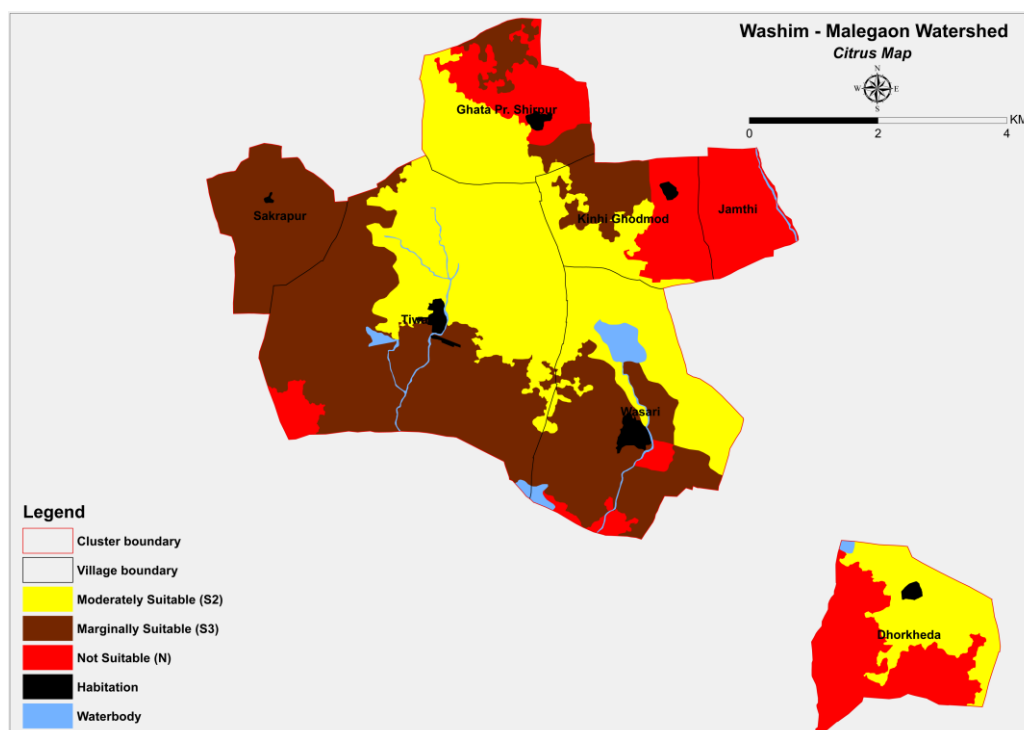 Washim - Malegaon Watershed
Citrus Map
N
W E
S
KM
0 2 4
Ghata Pr. Shirpur
Sakrapur
Kinhi Ghodmod
Jamthi
Wasari
Dhorkheda
Legend
Cluster boundary
Village boundary
Moderately Suitable (S2)
Marginally Suitable (S3)
Not Suitable (N)
Habitation
Waterbody